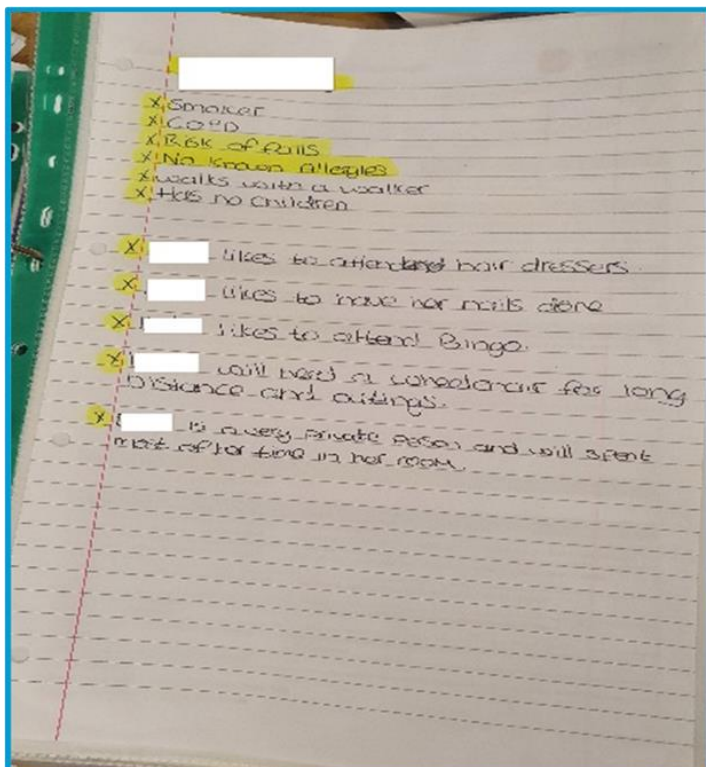 X Smoker
X COPD
X Risk of falls
X No known allergies
X walks with a walker
X Has no children
X likes to attend hair dressers.
X likes to have her nails done
X likes to attend Bingo.
X will need a wheelchair for long
Distance and outings.
X is a very private person and will spent
most of her time in her room.